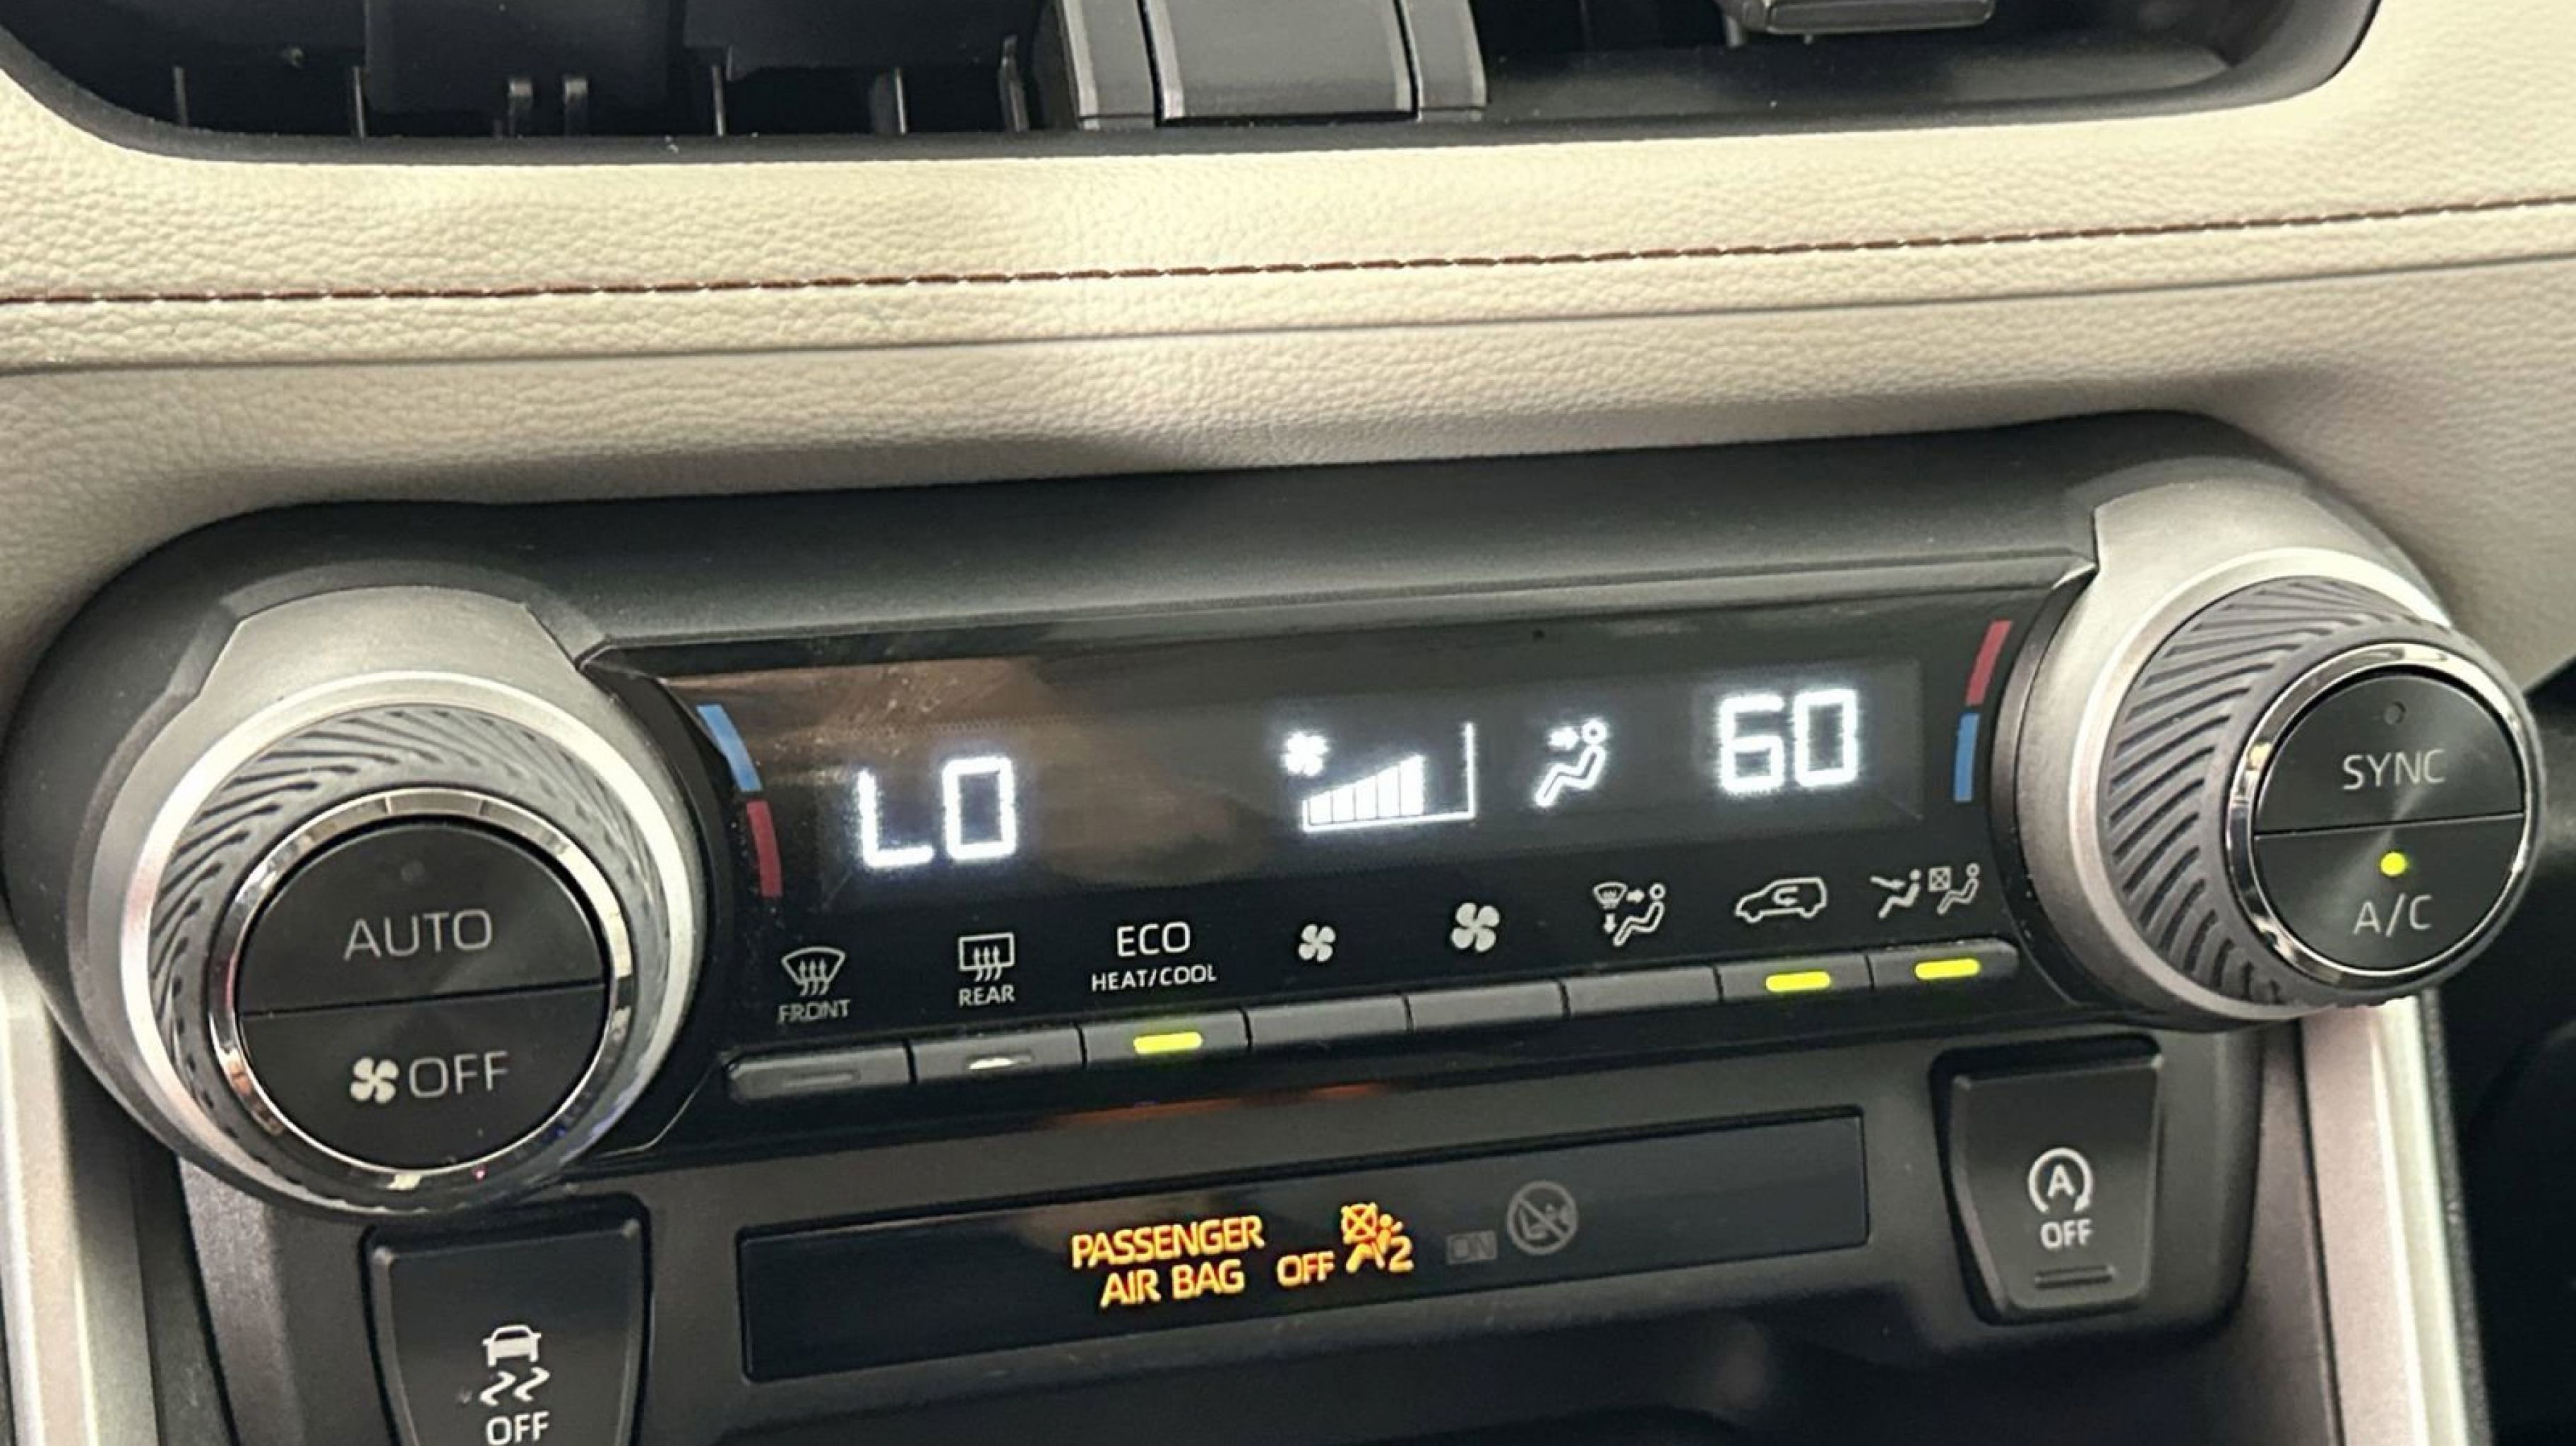 LO
60
SYNC
A/C
AUTO
OFF
FRONT
REAR
ECO
HEAT/COOL
PASSENGER
AIR BAG OFF 2 ON
A
OFF
OFF